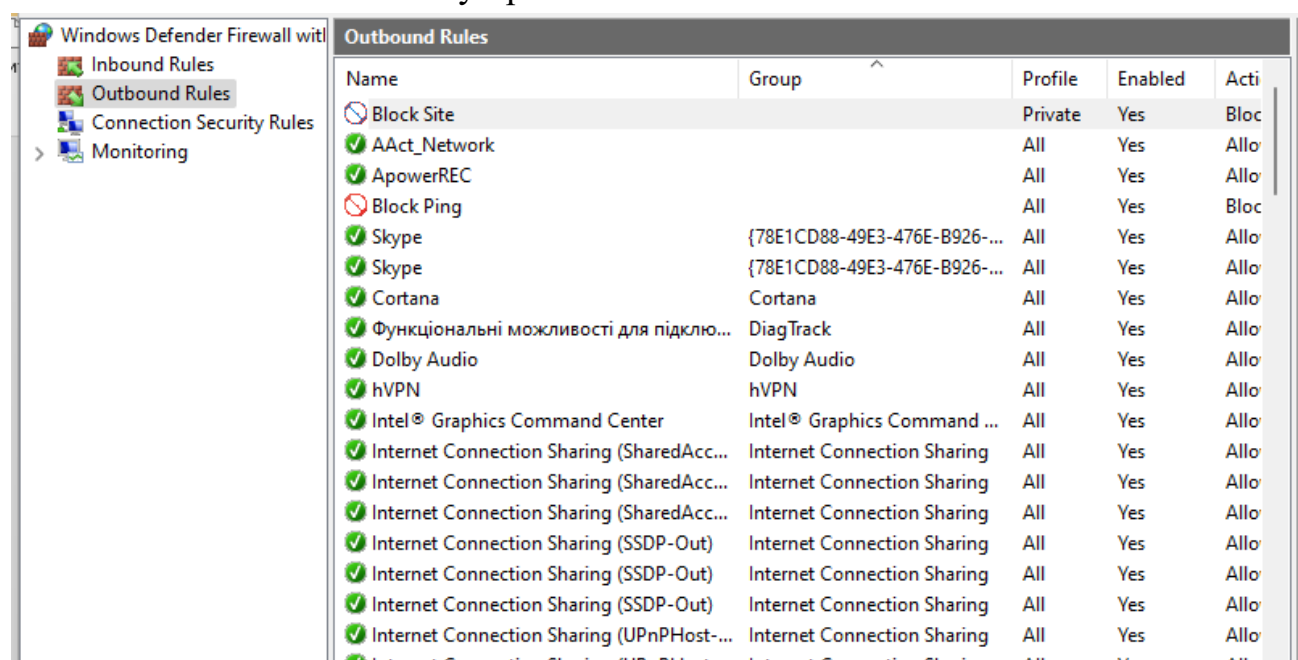 Windows Defender Firewall witl
Inbound Rules
Outbound Rules
Connection Security Rules
Monitoring
Outbound Rules
Name Group Profile Enabled Acti
Block Site Private Yes Bloc
AAct_Network All Yes Allo
ApowerREC All Yes Allo
Block Ping All Yes Bloc
Skype {78E1CD88-49E3-476E-B926-... All Yes Allo
Skype {78E1CD88-49E3-476E-B926-... All Yes Allo
Cortana Cortana All Yes Allo
Функціональні можливості для підклю... DiagTrack All Yes Allo
Dolby Audio Dolby Audio All Yes Allo
hVPN hVPN All Yes Allo
Intel® Graphics Command Center Intel® Graphics Command ... All Yes Allo
Internet Connection Sharing (SharedAcc... Internet Connection Sharing All Yes Allo
Internet Connection Sharing (SharedAcc... Internet Connection Sharing All Yes Allo
Internet Connection Sharing (SharedAcc... Internet Connection Sharing All Yes Allo
Internet Connection Sharing (SSDP-Out) Internet Connection Sharing All Yes Allo
Internet Connection Sharing (SSDP-Out) Internet Connection Sharing All Yes Allo
Internet Connection Sharing (SSDP-Out) Internet Connection Sharing All Yes Allo
Internet Connection Sharing (UPnPHost-... Internet Connection Sharing All Yes Allo